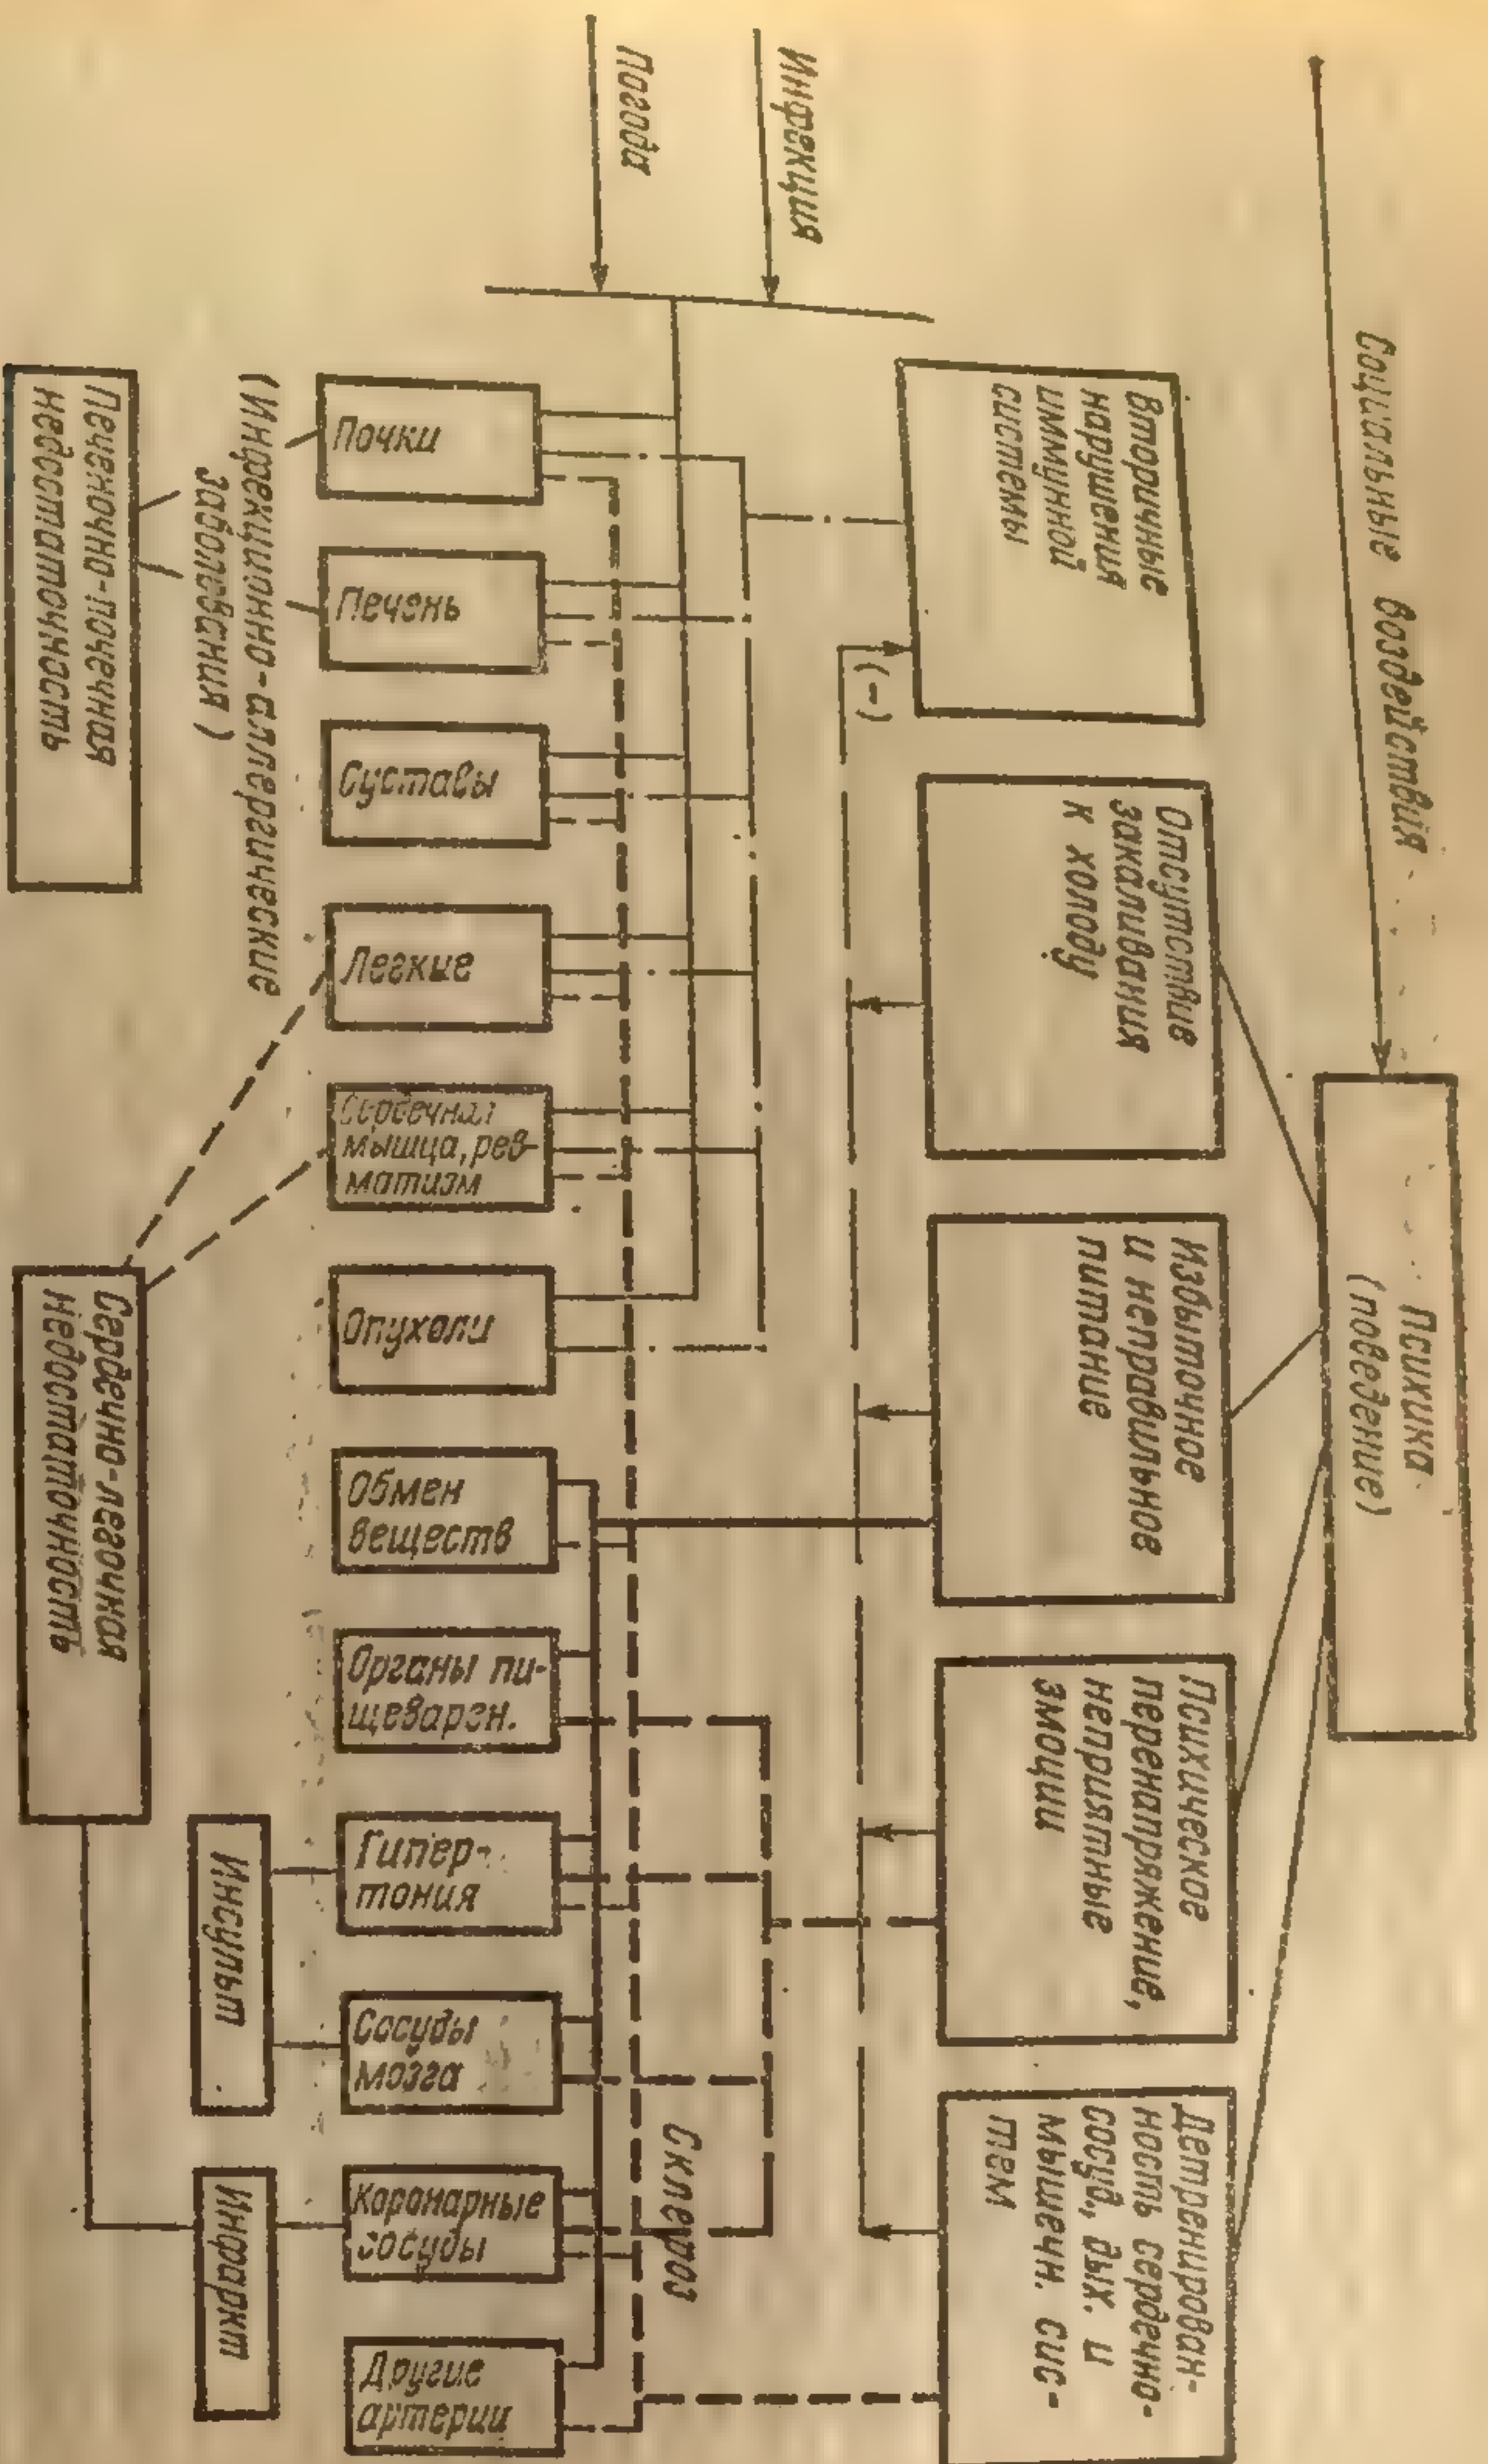 Социальные воздействия
Психика
(поведение)
Вторичные
нарушения
иммунной
системы
Отсутствие
закаливания
к холоду
Избыточное
и неправильное
питание
Психическое
перенапряжение,
неприятные
эмоции
Детренирован-
ность сердечно-
сосуд., дых. и
мышечн. сис-
тем
(-)
Инфекция
Погода
Склероз
Почки
Печень
Суставы
Легкие
Сердечная
мышца, рев-
матизм
Опухоли
Обмен
веществ
Органы пи-
щеварен.
Гипер-
тония
Сосуды
мозга
Коронарные
сосуды
Другие
артерии
(Инфекционно-аллергические
заболевания)
Инсульт
Инфаркт
Печеночно-почечная
недостаточность
Сердечно-легочная
недостаточность